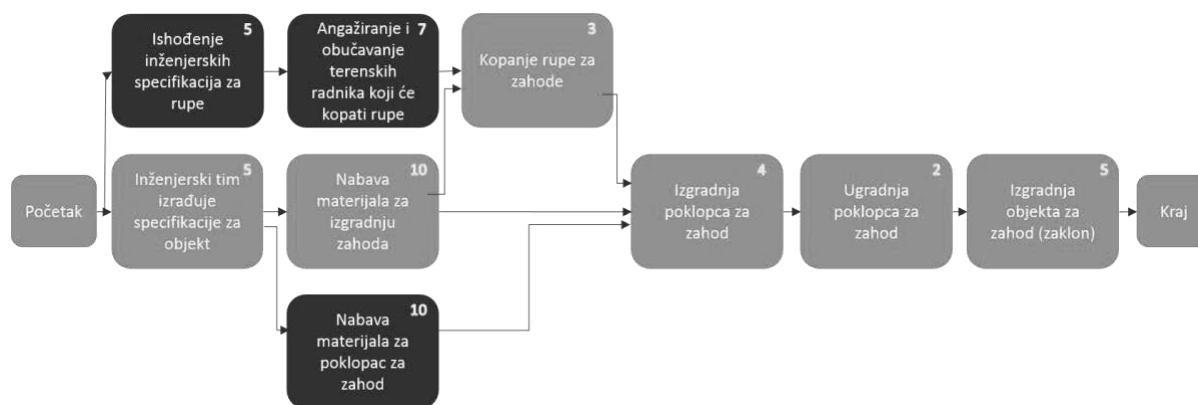 5
Ishođenje
inženjerskih
specifikacija za
rupe
Angažiranje i 7
obučavanje
terenskih
radnika koji će
kopati rupe
3
Kopanje rupe za
zahode
Početak
5
Inženjerski tim
izrađuje
specifikacije za
objekt
10
Nabava
materijala za
izgradnju
zahoda
10
Nabava
materijala za
poklopac za
zahod
4
Izgradnja
poklopca za
zahod
2
Ugradnja
poklopca za
zahod
5
Izgradnja
objekta za
zahod (zaklon)
Kraj